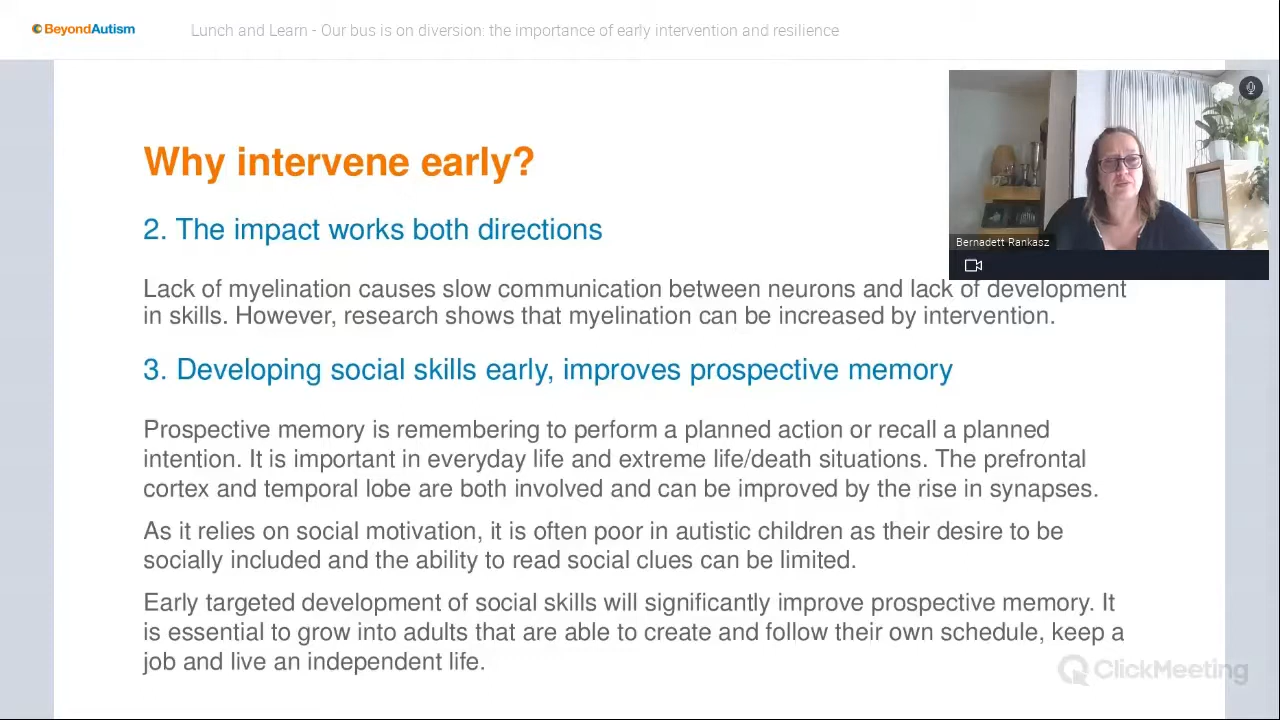 BeyondAutism
Lunch and Learn - Our bus is on diversion: the importance of early intervention and resilience
Why intervene early?
2. The impact works both directions
Bernadett Rankasz
Lack of myelination causes slow communication between neurons and lack of development
in skills. However, research shows that myelination can be increased by intervention.
3. Developing social skills early, improves prospective memory
Prospective memory is remembering to perform a planned action or recall a planned
intention. It is important in everyday life and extreme life/death situations. The prefrontal
cortex and temporal lobe are both involved and can be improved by the rise in synapses.
As it relies on social motivation, it is often poor in autistic children as their desire to be
socially included and the ability to read social clues can be limited.
Early targeted development of social skills will significantly improve prospective memory. It
is essential to grow into adults that are able to create and follow their own schedule, keep a
job and live an independent life.
ClickMeeting